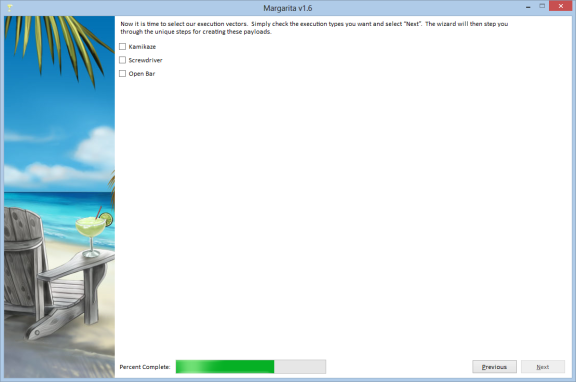 Margarita v1.6
Now it is time to select our execution vectors. Simply check the execution types you want and select "Next". The wizard will then step you
through the unique steps for creating these payloads.
Kamikaze
Screwdriver
Open Bar
Percent Complete:
Previous
Next